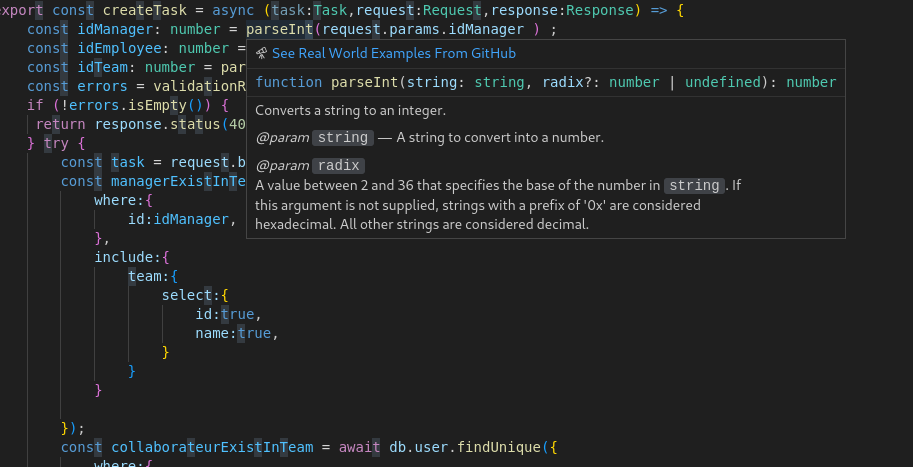 export const createTask = async (task:Task,request:Request,response:Response) => {
const idManager: number = parseInt(request.params.idManager ) ;
const idEmployee: number =
See Real World Examples From GitHub
const idTeam: number = par
function parseInt(string: string, radix?: number | undefined): number
const errors = validationR
if (!errors.isEmpty()) {
Converts a string to an integer.
return response.status(40
@param string — A string to convert into a number.
} try {
const task = request.b
@param radix
const managerExistInTe
A value between 2 and 36 that specifies the base of the number in string. If
where:{
this argument is not supplied, strings with a prefix of '0x' are considered
id:idManager,
hexadecimal. All other strings are considered decimal.
},
include:{
team:{
select:{
id:true,
name:true,
}
}
}
});
const collaborateurExistInTeam = await db.user.findUnique({
where:{